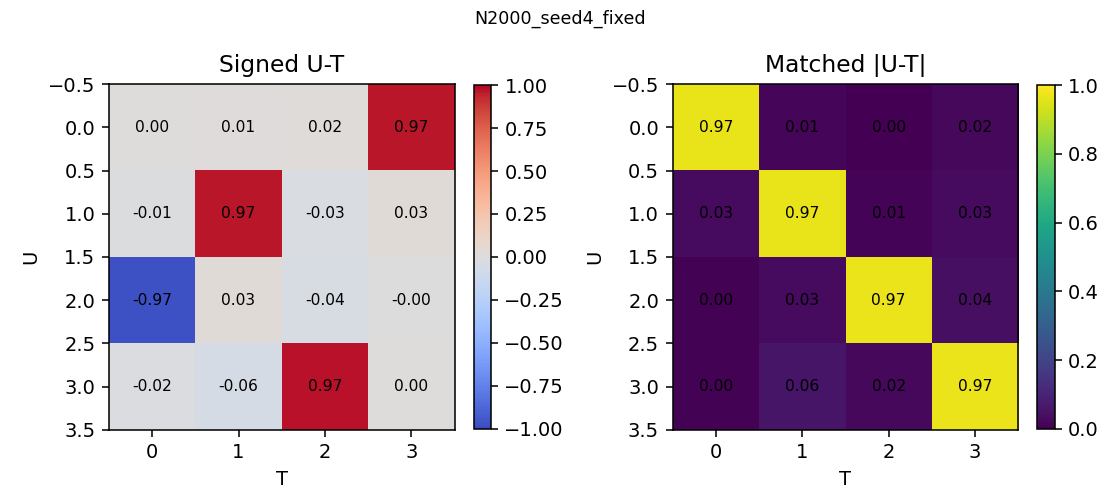 N2000_seed4_fixed
Signed U-T
−0.5
0.0
0.5
1.0
1.5
2.0
2.5
3.0
3.5
U
0.00 0.01 0.02 0.97
-0.01 0.97 -0.03 0.03
-0.97 0.03 -0.04 -0.00
-0.02 -0.06 0.97 0.00
0 1 2 3
T
1.00
0.75
0.50
0.25
0.00
−0.25
−0.50
−0.75
−1.00
Matched |U-T|
−0.5
0.0
0.5
1.0
1.5
2.0
2.5
3.0
3.5
U
0.97 0.01 0.00 0.02
0.03 0.97 0.01 0.03
0.00 0.03 0.97 0.04
0.00 0.06 0.02 0.97
0 1 2 3
T
1.0
0.8
0.6
0.4
0.2
0.0